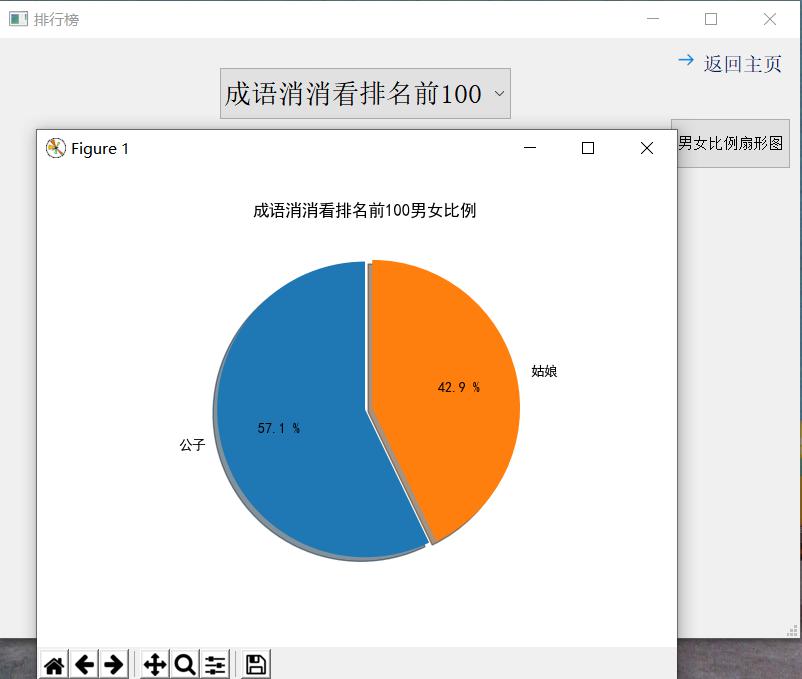 排行榜
返回主页
成语消消看排名前100
男女比例扇形图
Figure 1
成语消消看排名前100男女比例
姑娘
42.9 %
57.1 %
公子